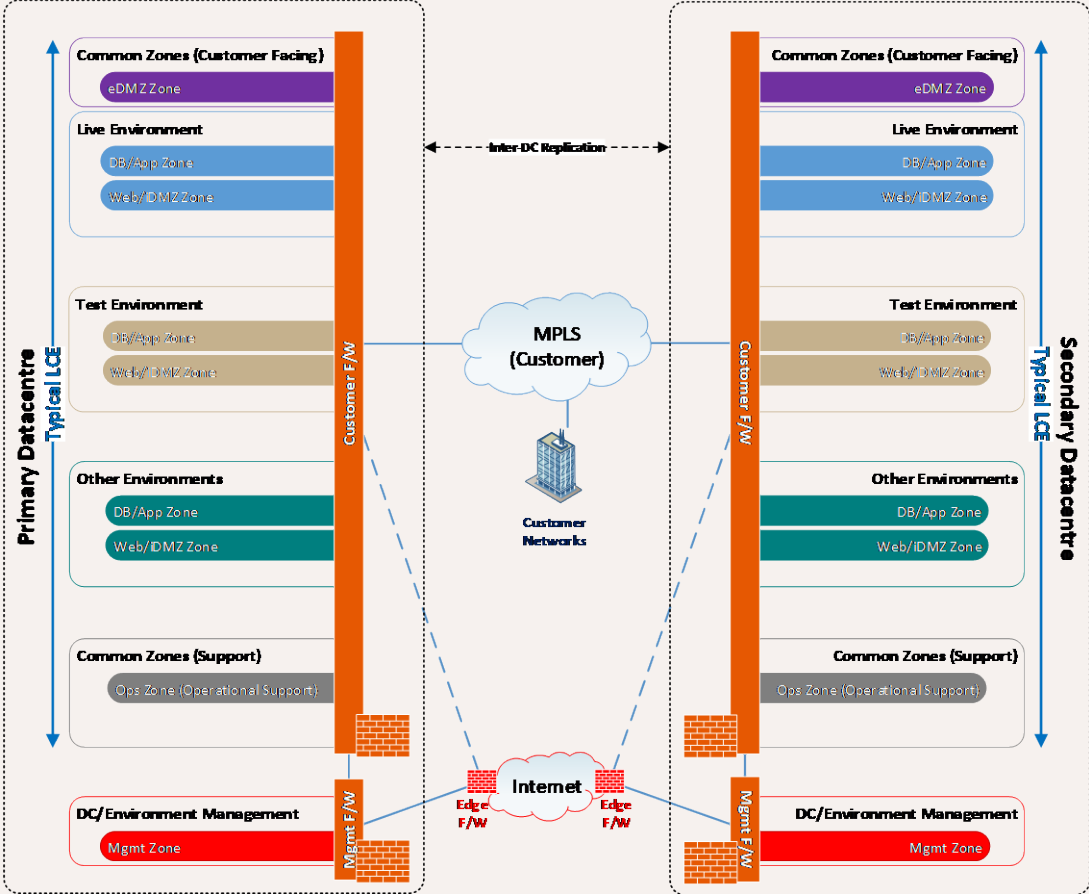 Primary Datacentre
Typical LCE
Common Zones (Customer Facing)
eDMZ Zone
Live Environment
DB/App Zone
Web/iDMZ Zone
Test Environment
DB/App Zone
Web/iDMZ Zone
Other Environments
DB/App Zone
Web/iDMZ Zone
Common Zones (Support)
Ops Zone (Operational Support)
DC/Environment Management
Mgmt Zone
Customer F/W
Mgmt F/W
Inter-DC Replication
MPLS
(Customer)
Customer
Networks
Internet
Edge
F/W
Edge
F/W
Customer F/W
Mgmt F/W
Common Zones (Customer Facing)
eDMZ Zone
Live Environment
DB/App Zone
Web/iDMZ Zone
Test Environment
DB/App Zone
Web/iDMZ Zone
Other Environments
DB/App Zone
Web/iDMZ Zone
Common Zones (Support)
Ops Zone (Operational Support)
DC/Environment Management
Mgmt Zone
Typical LCE
Secondary Datacentre